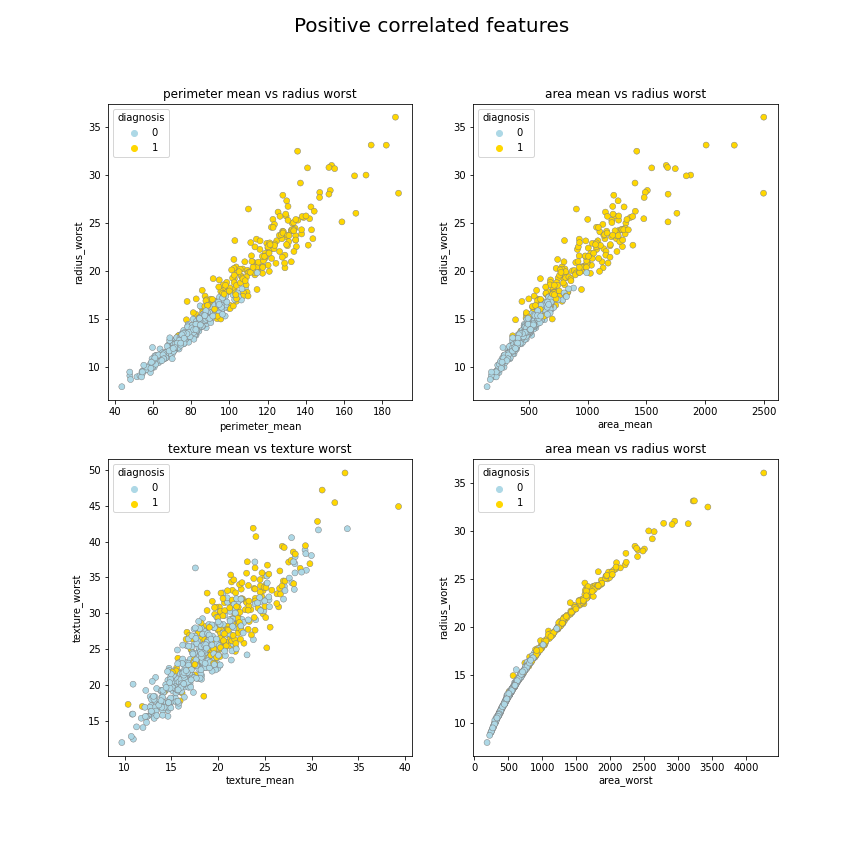 Positive correlated features
perimeter mean vs radius worst
diagnosis
0
1
35
30
25
20
15
10
radius_worst
40 60 80 100 120 140 160 180
perimeter_mean
area mean vs radius worst
diagnosis
0
1
35
30
25
20
15
10
radius_worst
500 1000 1500 2000 2500
area_mean
texture mean vs texture worst
diagnosis
0
1
50
45
40
35
30
25
20
15
texture_worst
10 15 20 25 30 35 40
texture_mean
area mean vs radius worst
diagnosis
0
1
35
30
25
20
15
10
radius_worst
0 500 1000 1500 2000 2500 3000 3500 4000
area_worst